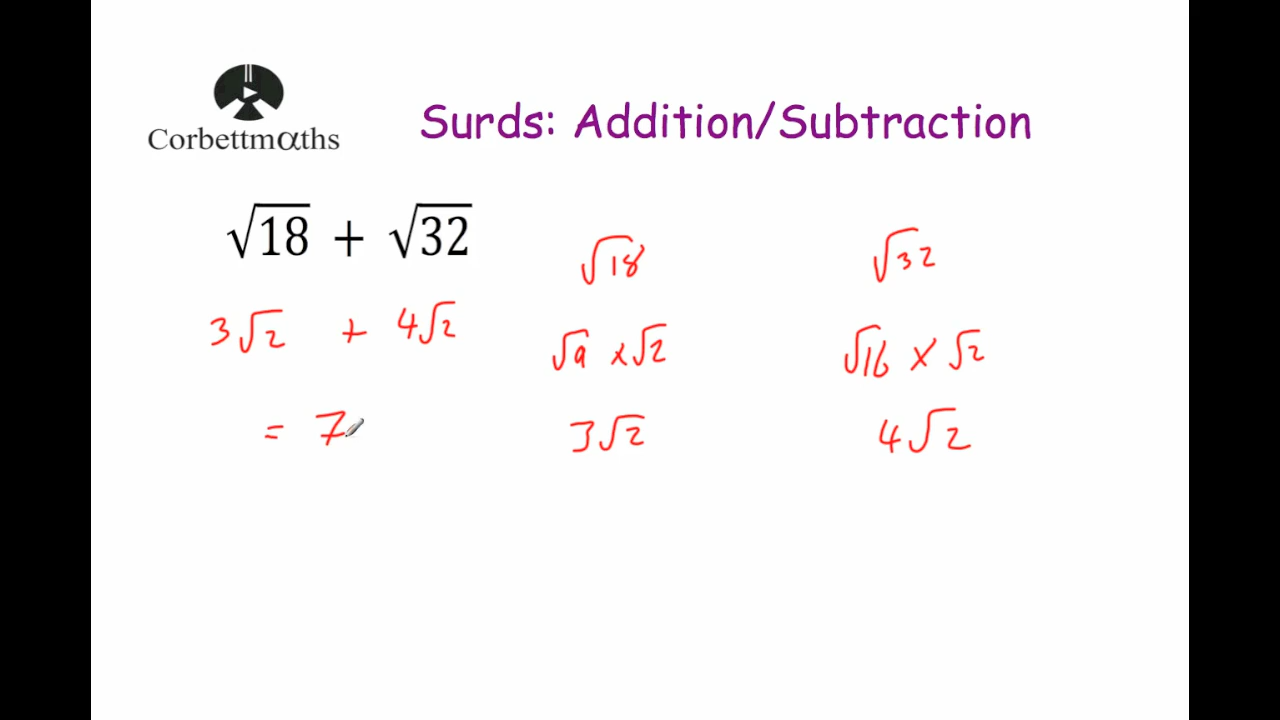 Corbettmαths
Surds: Addition/Subtraction
√18 + √32
3√2 + 4√2
= 7
√18
√9 × √2
3√2
√32
√16 × √2
4√2